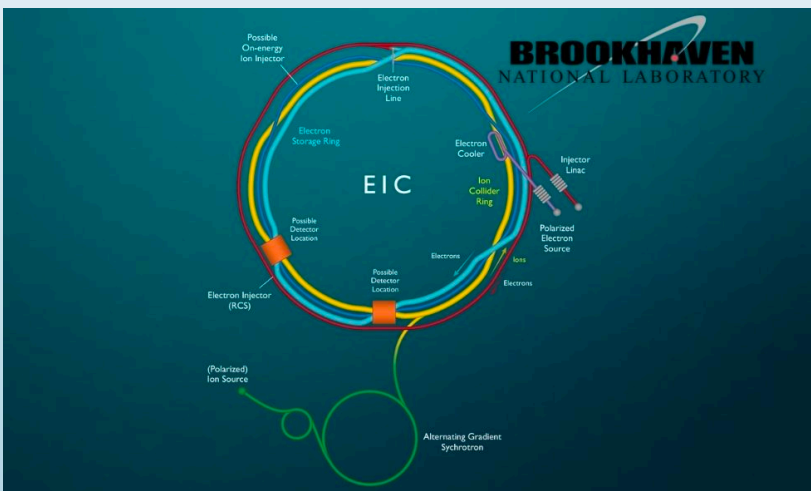 BROOKHAVEN
NATIONAL LABORATORY
Possible
On-energy
Ion Injector
Electron
Injection
Line
Electron
Storage Ring
Electron
Cooler
Injector
Linac
EIC
Ion
Collider
Ring
Polarized
Electron
Source
Possible
Detector
Location
Electrons
Ions
Possible
Detector
Location
Electrons
Electron Injector
(RCS)
(Polarized)
Ion Source
Alternating Gradient
Sychrotron